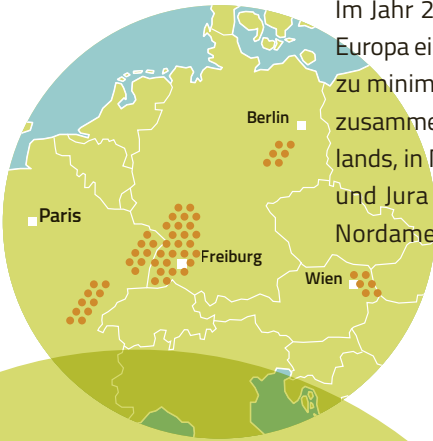 Im Jahr 2
Europa ei
zu minim
zusamme
lands, in
und Jura
Nordame
Berlin
Paris
Freiburg
Wien